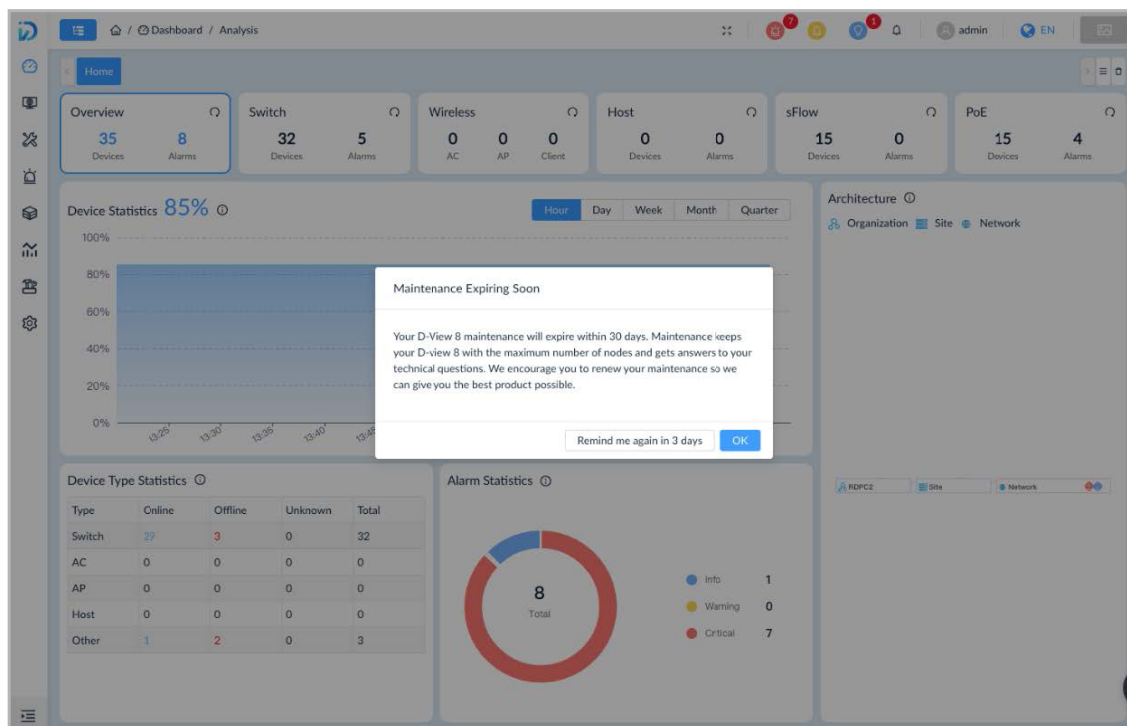 / Dashboard / Analysis
7
1
admin
EN
Home
Overview
35
8
Devices
Alarms
Switch
32
5
Devices
Alarms
Wireless
0
0
0
AC
AP
Client
Host
0
0
Devices
Alarms
sFlow
15
0
Devices
Alarms
PoE
15
4
Devices
Alarms
Device Statistics 85%
Hour Day Week Month Quarter
100%
80%
60%
40%
20%
0%
13:25 13:30 13:35 13:40 13:45
Architecture
Organization Site Network
RDPC2 Site Network
Maintenance Expiring Soon
Your D-View 8 maintenance will expire within 30 days. Maintenance keeps
your D-view 8 with the maximum number of nodes and gets answers to your
technical questions. We encourage you to renew your maintenance so we
can give you the best product possible.
Remind me again in 3 days OK
Device Type Statistics
Type Online Offline Unknown Total
Switch 29 3 0 32
AC 0 0 0 0
AP 0 0 0 0
Host 0 0 0 0
Other 1 2 0 3
Alarm Statistics
8
Total
Info 1
Warning 0
Critical 7